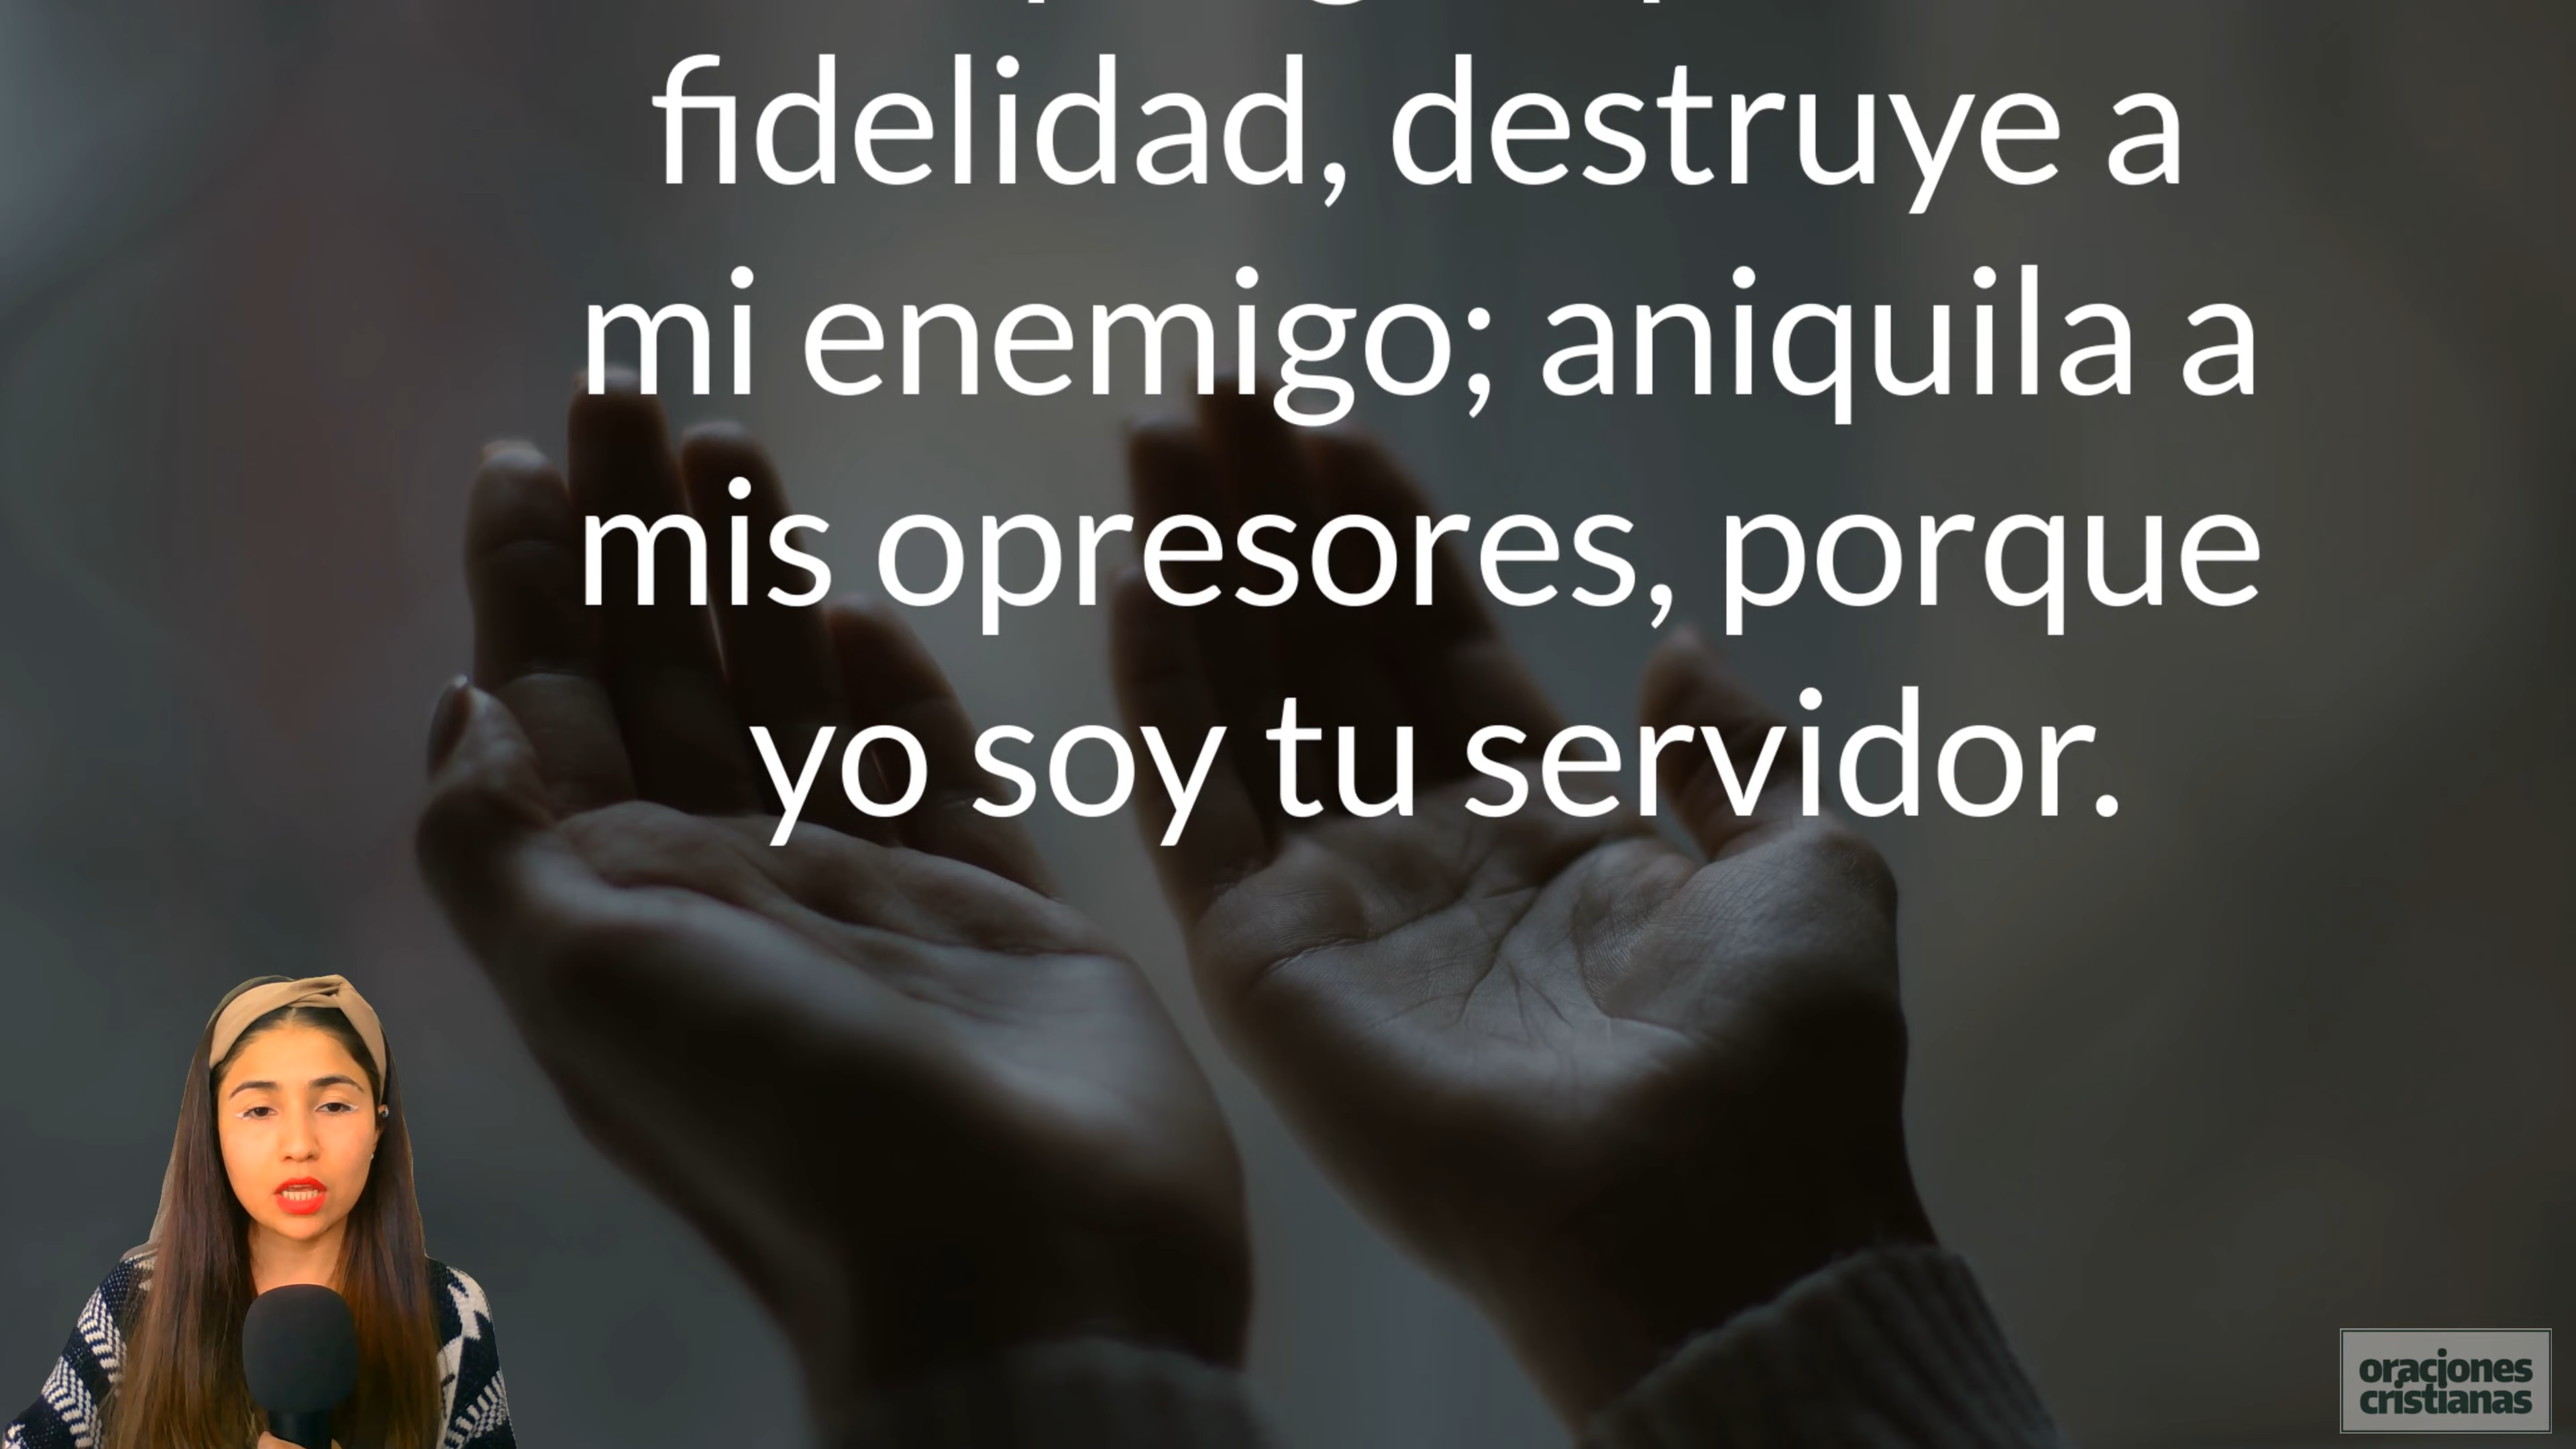 fidelidad, destruye a
mi enemigo; aniquila a
mis opresores, porque
yo soy tu servidor.
oraciones
cristianas